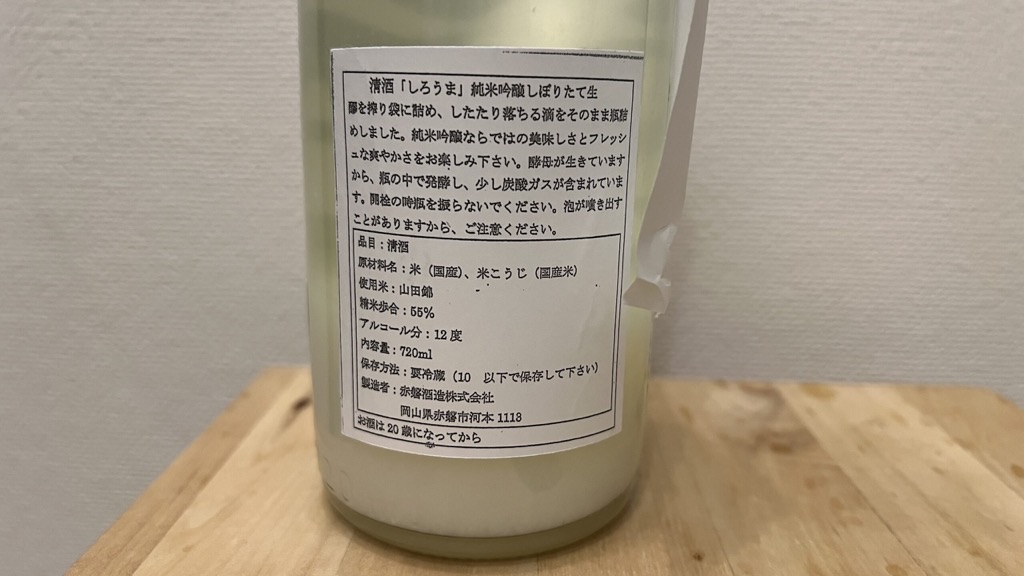 清酒「しろうま」純米吟醸しぼりたて生
醪を搾り袋に詰め、したたり落ちる滴をそのまま瓶詰
めしました。純米吟醸ならではの美味しさとフレッシ
ュな爽やかさをお楽しみ下さい。酵母が生きています
から、瓶の中で発酵し、少し炭酸ガスが含まれていま
す。開栓の時瓶を振らないでください。泡が噴き出す
ことがありますから、ご注意ください。
品目：清酒
原材料名：米（国産）、米こうじ（国産米）
使用米：山田錦
精米歩合：55%
アルコール分：12 度
内容量：720ml
保存方法：要冷蔵（10　以下で保存して下さい）
製造者：赤磐酒造株式会社
岡山県赤磐市河本 1113
お酒は 20 歳になってから